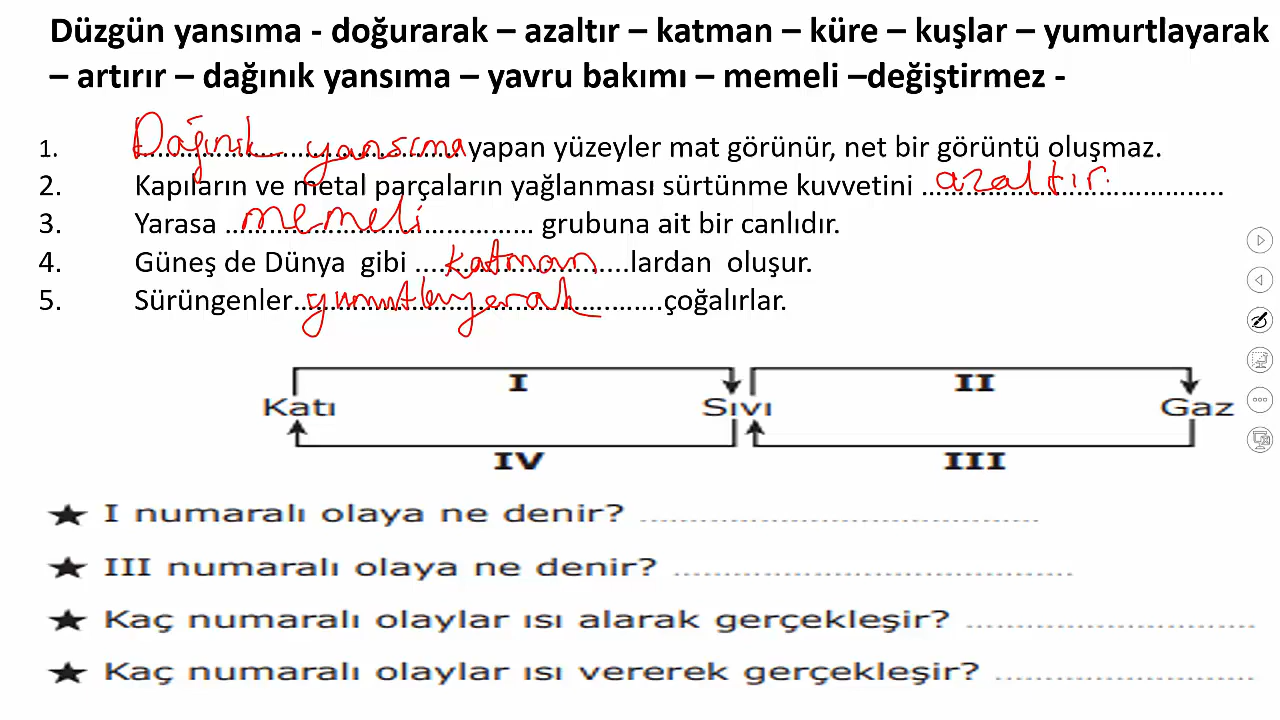 Düzgün yansıma - doğurarak – azaltır – katman – küre – kuşlar – yumurtlayarak
– artırır – dağınık yansıma – yavru bakımı – memeli –değiştirmez -
1. Dağınık yansıma yapan yüzeyler mat görünür, net bir görüntü oluşmaz.
2. Kapıların ve metal parçaların yağlanması sürtünme kuvvetini azaltır.
3. Yarasa memeli grubuna ait bir canlıdır.
4. Güneş de Dünya gibi katman lardan oluşur.
5. Sürüngenler yumurtlayarak çoğalırlar.
I II
Katı Sıvı Gaz
IV III
★ I numaralı olaya ne denir? ........................................
★ III numaralı olaya ne denir? ........................................
★ Kaç numaralı olaylar ısı alarak gerçekleşir? .............................
★ Kaç numaralı olaylar ısı vererek gerçekleşir? ..........................